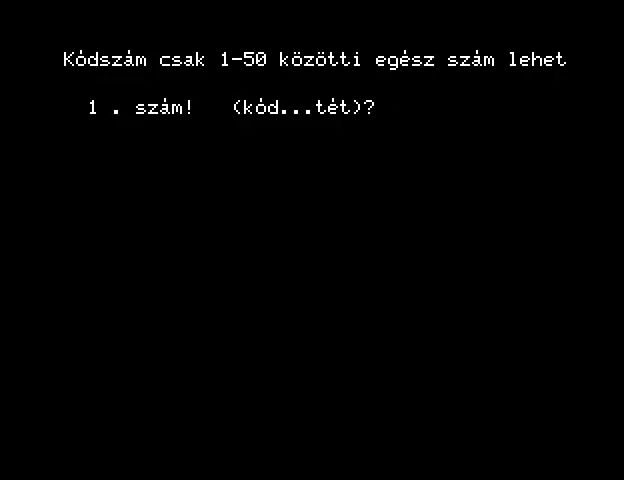 Kódszám csak 1-50 közötti egész szám lehet
1 . szám! (kód...tét)?